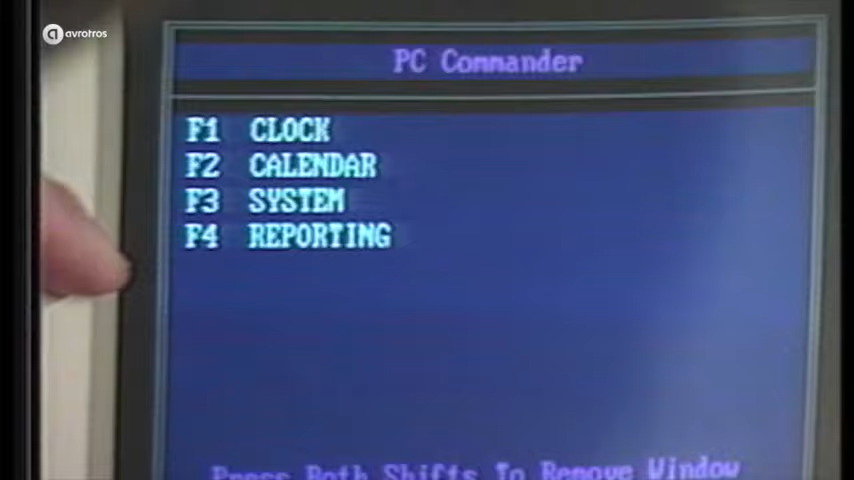 avrotros
PC Commander
F1 CLOCK
F2 CALENDAR
F3 SYSTEM
F4 REPORTING
Press Both Shifts To Remove Window